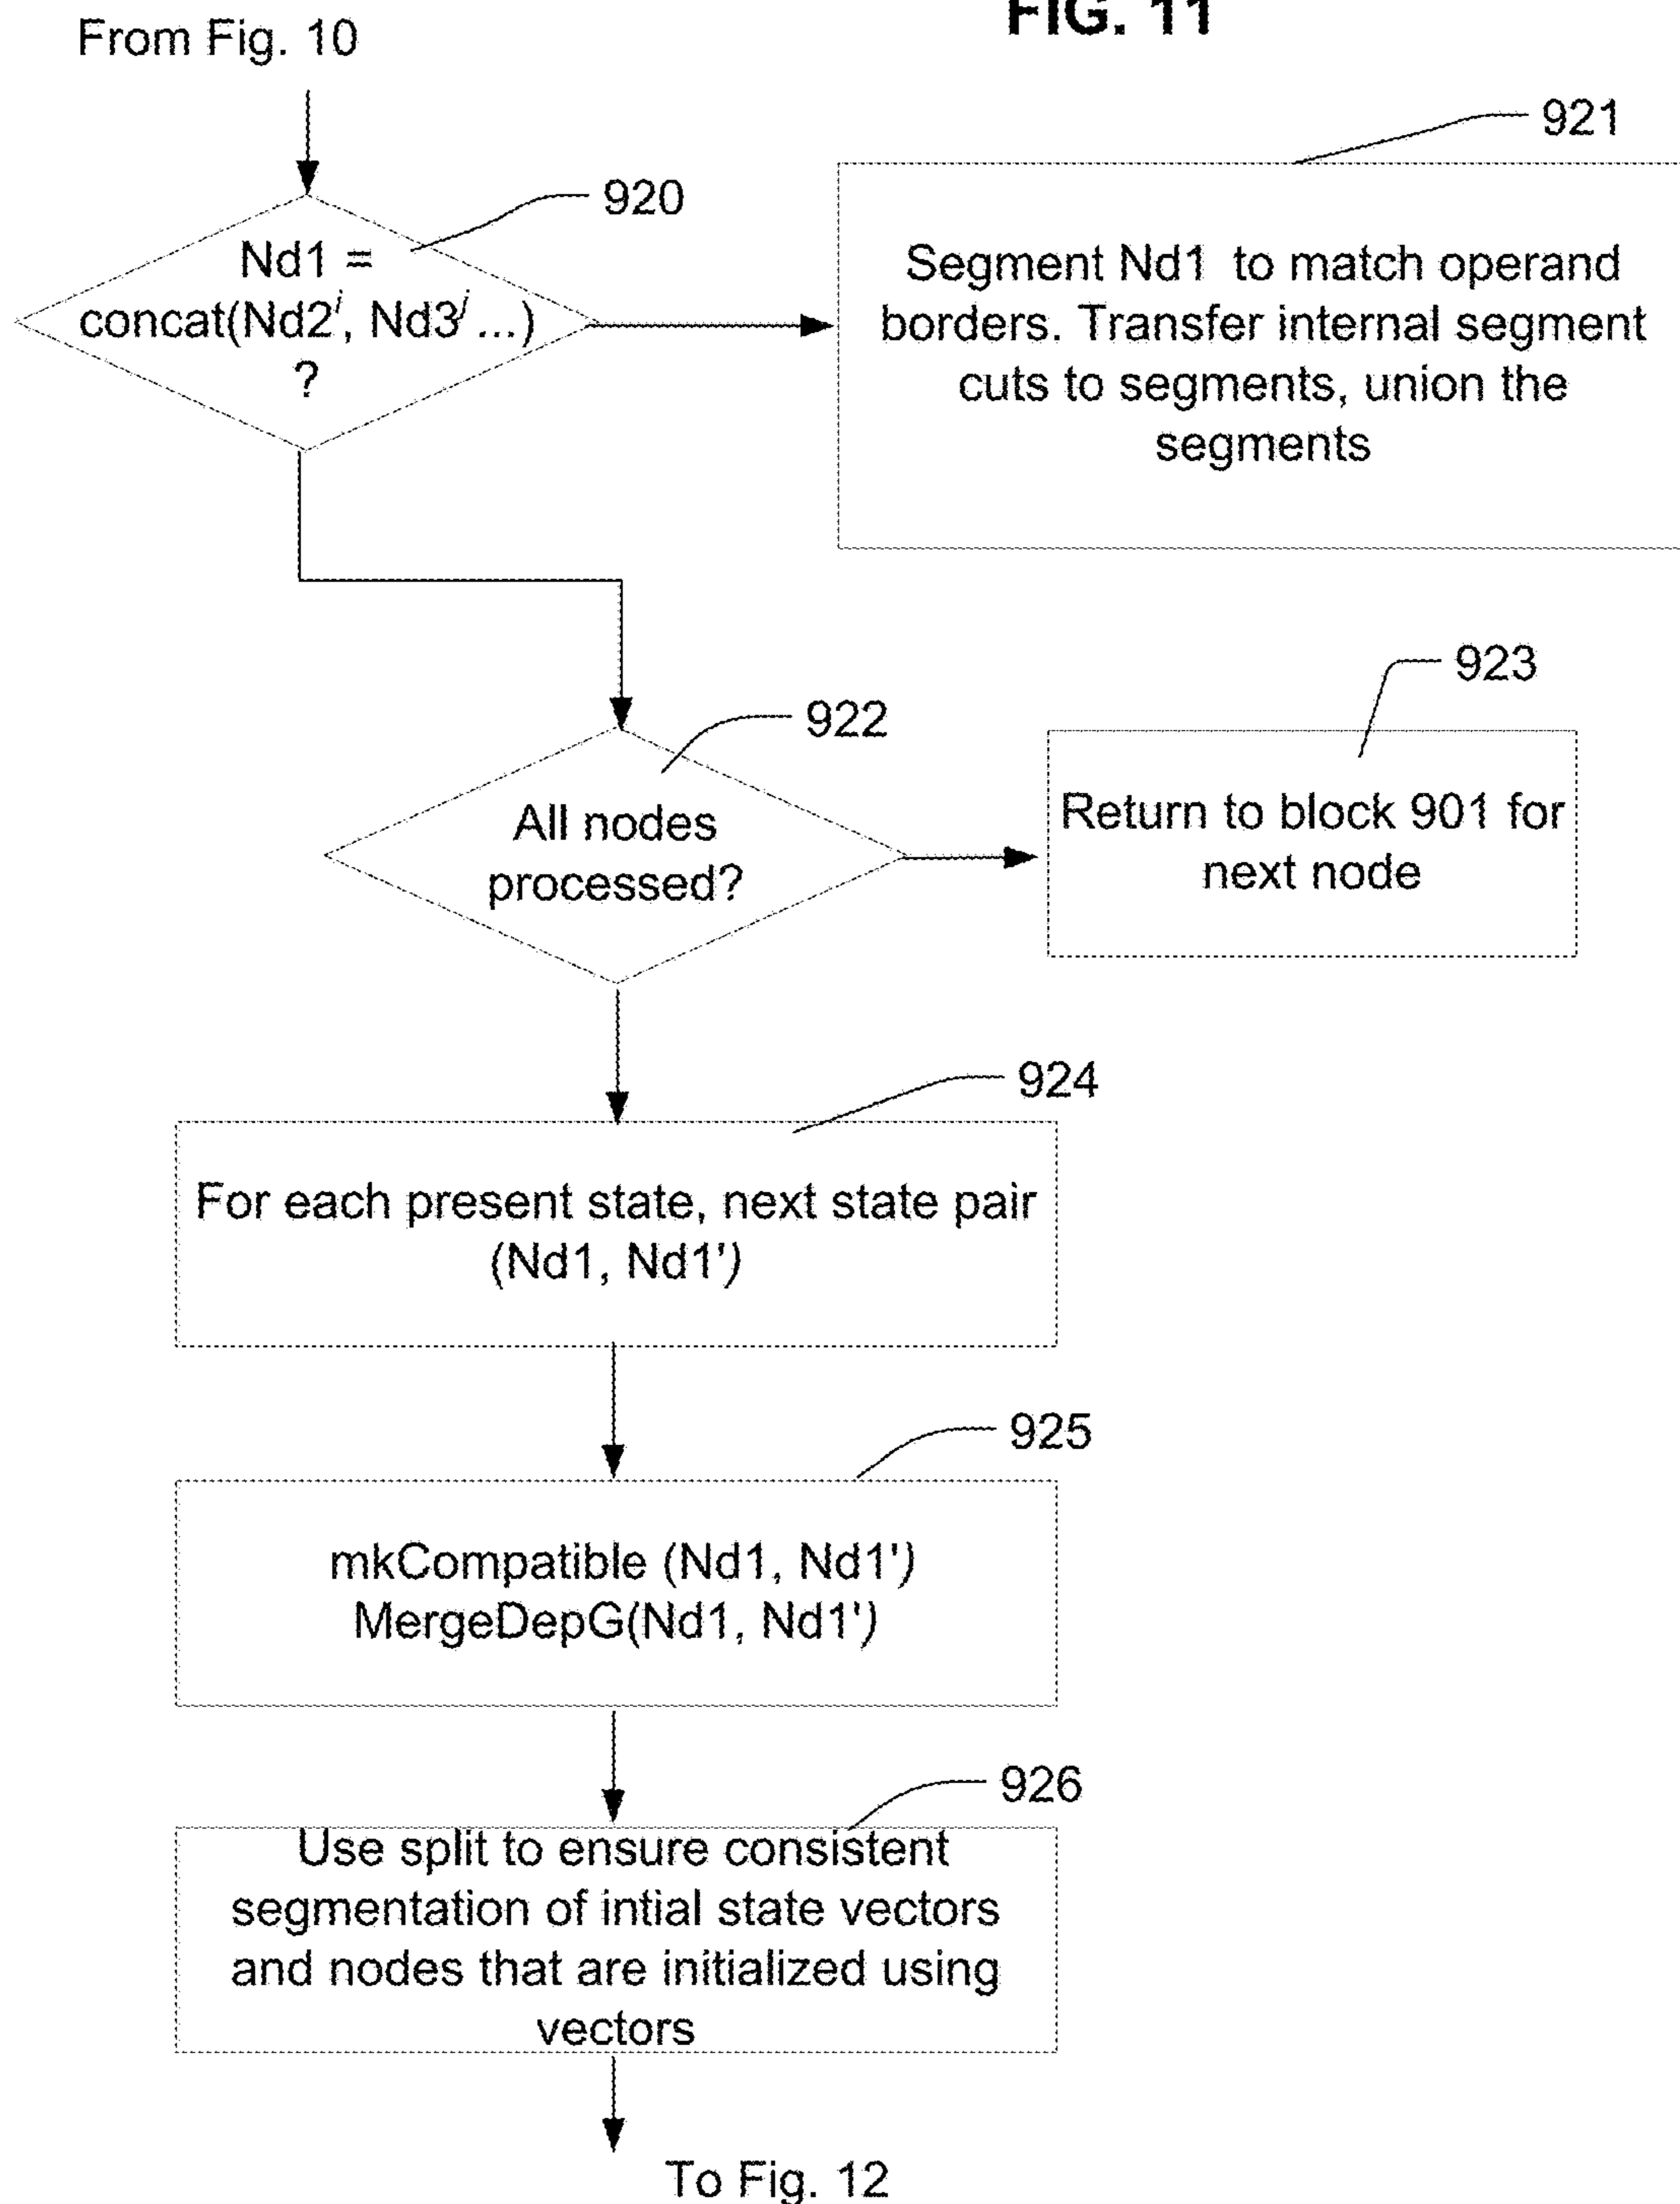 FIG. 11
From Fig. 10
921
920
Nd1 =
concat(Nd2^i, Nd3^j ...)
?
Segment Nd1 to match operand
borders. Transfer internal segment
cuts to segments, union the
segments
923
922
All nodes
processed?
Return to block 901 for
next node
924
For each present state, next state pair
(Nd1, Nd1')
925
mkCompatible (Nd1, Nd1')
MergeDepG(Nd1, Nd1')
926
Use split to ensure consistent
segmentation of intial state vectors
and nodes that are initialized using
vectors
To Fig. 12